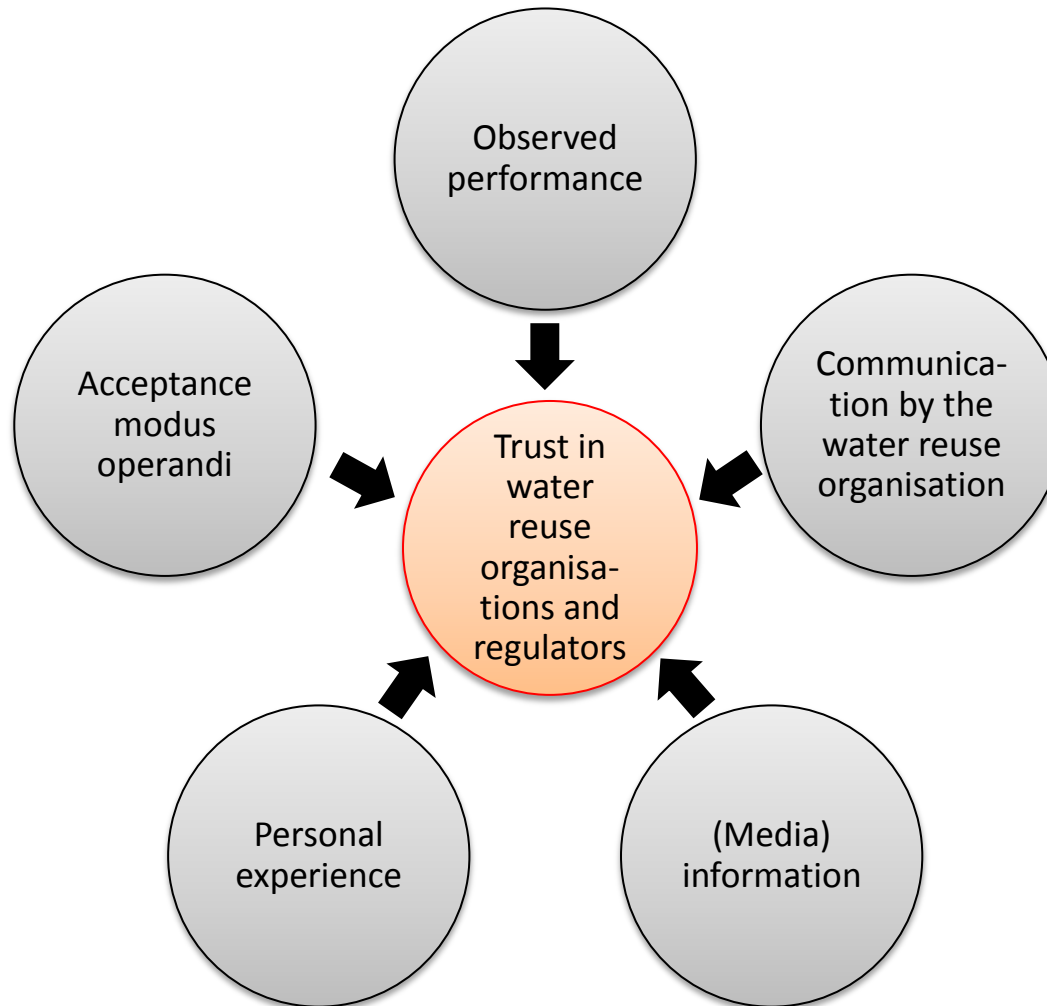 Observed
performance
Communica-
tion by the
water reuse
organisation
(Media)
information
Personal
experience
Acceptance
modus
operandi
Trust in
water
reuse
organisa-
tions and
regulators